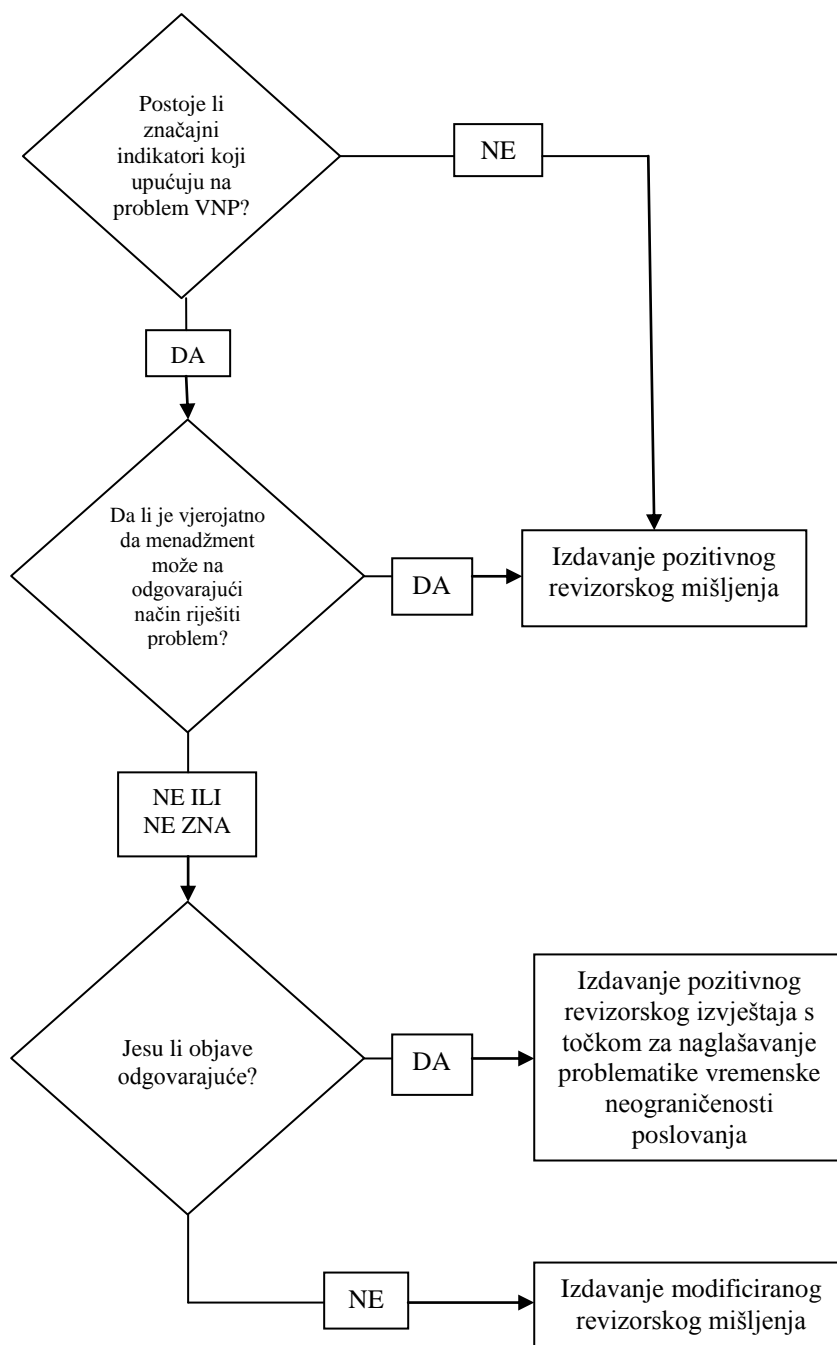 Postoje li
značajni
indikatori koji
upućuju na
problem VNP?
NE
DA
Da li je vjerojatno
da menadžment
može na
odgovarajući
način riješiti
problem?
DA
Izdavanje pozitivnog
revizorskog mišljenja
NE ILI
NE ZNA
Jesu li objave
odgovarajuće?
DA
Izdavanje pozitivnog
revizorskog izvještaja s
točkom za naglašavanje
problematike vremenske
neograničenosti
poslovanja
NE
Izdavanje modificiranog
revizorskog mišljenja